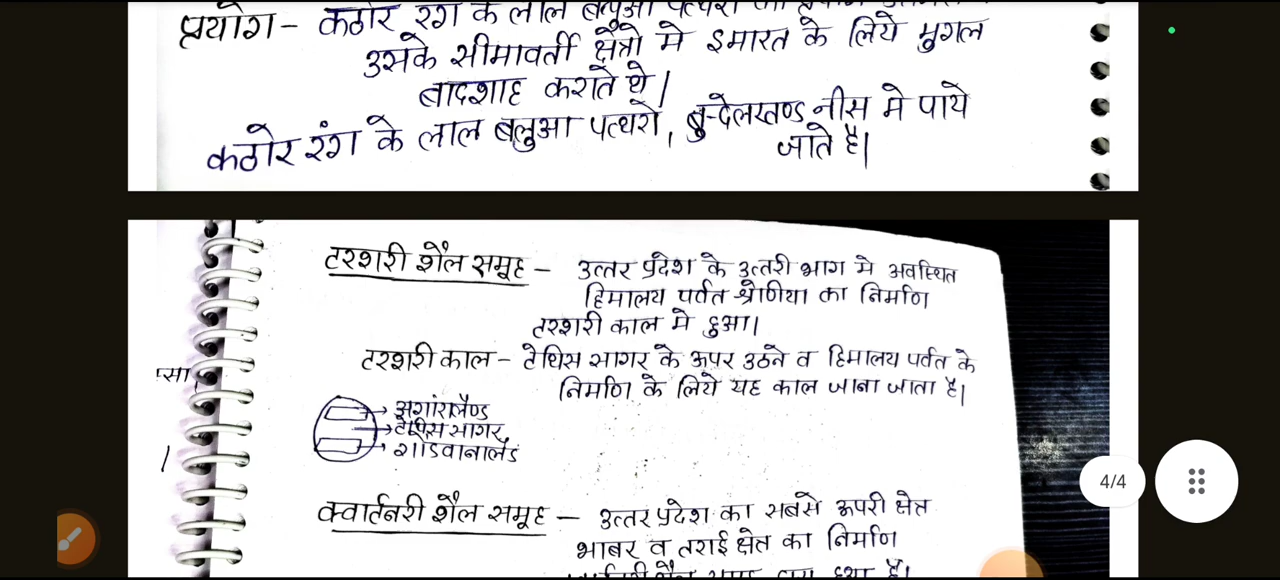 प्रयोग- कठोर रंग के लाल बलुआ
उसके सीमावर्ती क्षेत्रो मे इमारत के लिये मुगल
बादशाह कराते थे।
कठोर रंग के लाल बलुआ पत्थरो, बुन्देलखण्ड नीस मे पाये
जाते है।
टरशरी शैल समूह - उत्तर प्रदेश के उत्तरी भाग मे अवस्थित
हिमालय पर्वत श्रेणीया का निर्माण
टरशरी काल मे हुआ।
टरशरी काल - टेथिस सागर के ऊपर उठने व हिमालय पर्वत के
निर्माण के लिये यह काल जाना जाता है।
अंगारालैण्ड
टेथिस सागर
गोंडवानालैंड
4/4
क्वार्टनरी शैल समूह - उत्तर प्रदेश का सबसे ऊपरी क्षेत्र
भाबर व तराई क्षेत्र का निर्माण